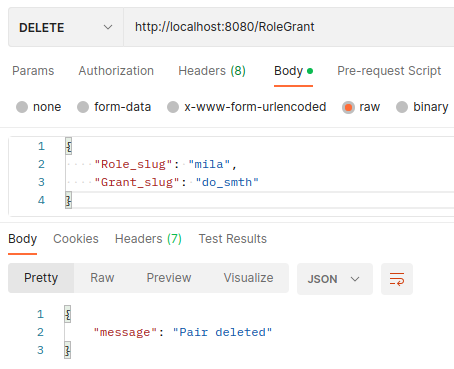 DELETE http://localhost:8080/RoleGrant
Params Authorization Headers (8) Body Pre-request Script
none form-data x-www-form-urlencoded raw binary
1 {
2 "Role_slug": "mila",
3 "Grant_slug": "do_smth"
4 }
Body Cookies Headers (7) Test Results
Pretty Raw Preview Visualize JSON
1 {
2 "message": "Pair deleted"
3 }